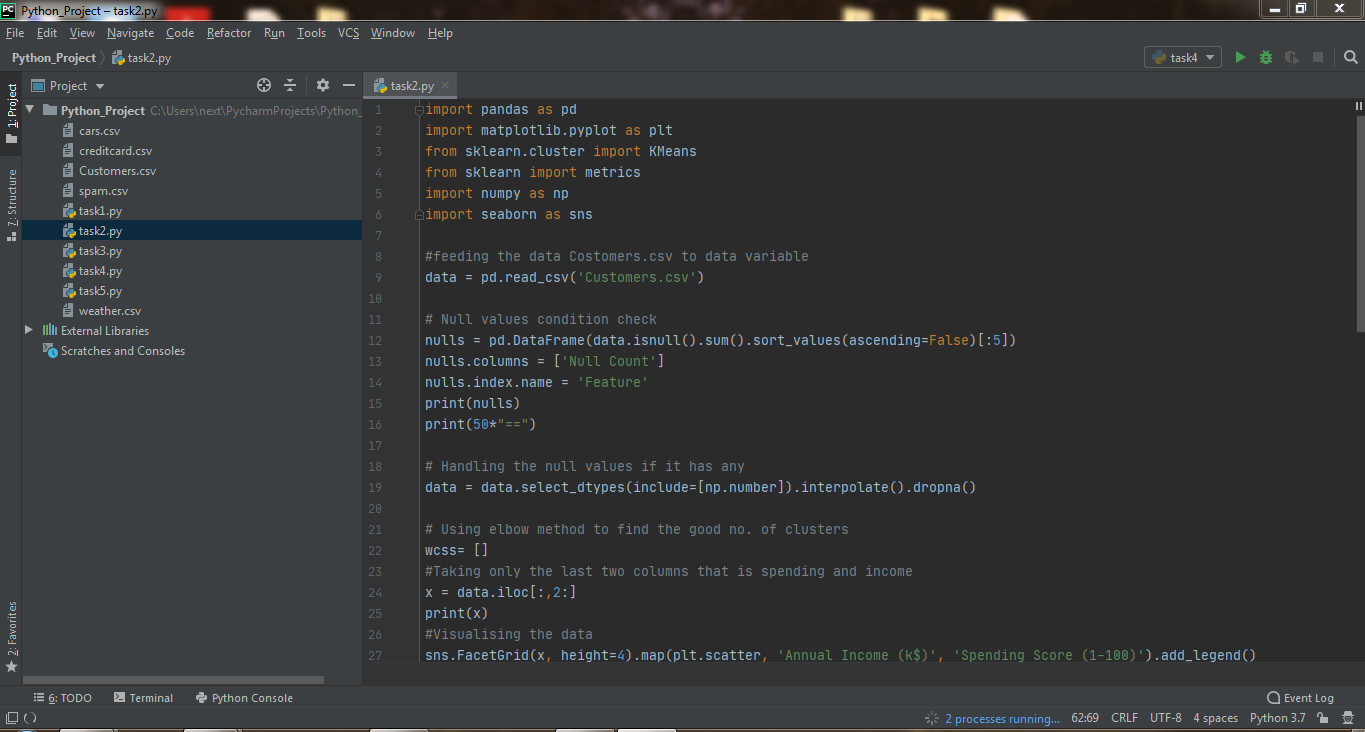 PC Python_Project – task2.py
File Edit View Navigate Code Refactor Run Tools VCS Window Help
Python_Project task2.py task4
1: Project
Project
task2.py
Python_Project C:\Users\next\PycharmProjects\Python_
cars.csv
creditcard.csv
Customers.csv
spam.csv
task1.py
task2.py
task3.py
task4.py
task5.py
weather.csv
External Libraries
Scratches and Consoles
7: Structure
2: Favorites
1 import pandas as pd
2 import matplotlib.pyplot as plt
3 from sklearn.cluster import KMeans
4 from sklearn import metrics
5 import numpy as np
6 import seaborn as sns
7
8 #feeding the data Costomers.csv to data variable
9 data = pd.read_csv('Customers.csv')
10
11 # Null values condition check
12 nulls = pd.DataFrame(data.isnull().sum().sort_values(ascending=False)[:5])
13 nulls.columns = ['Null Count']
14 nulls.index.name = 'Feature'
15 print(nulls)
16 print(50*"==")
17
18 # Handling the null values if it has any
19 data = data.select_dtypes(include=[np.number]).interpolate().dropna()
20
21 # Using elbow method to find the good no. of clusters
22 wcss= []
23 #Taking only the last two columns that is spending and income
24 x = data.iloc[:,2:]
25 print(x)
26 #Visualising the data
27 sns.FacetGrid(x, height=4).map(plt.scatter, 'Annual Income (k$)', 'Spending Score (1-100)').add_legend()
6: TODO Terminal Python Console Event Log
2 processes running... 62:69 CRLF UTF-8 4 spaces Python 3.7